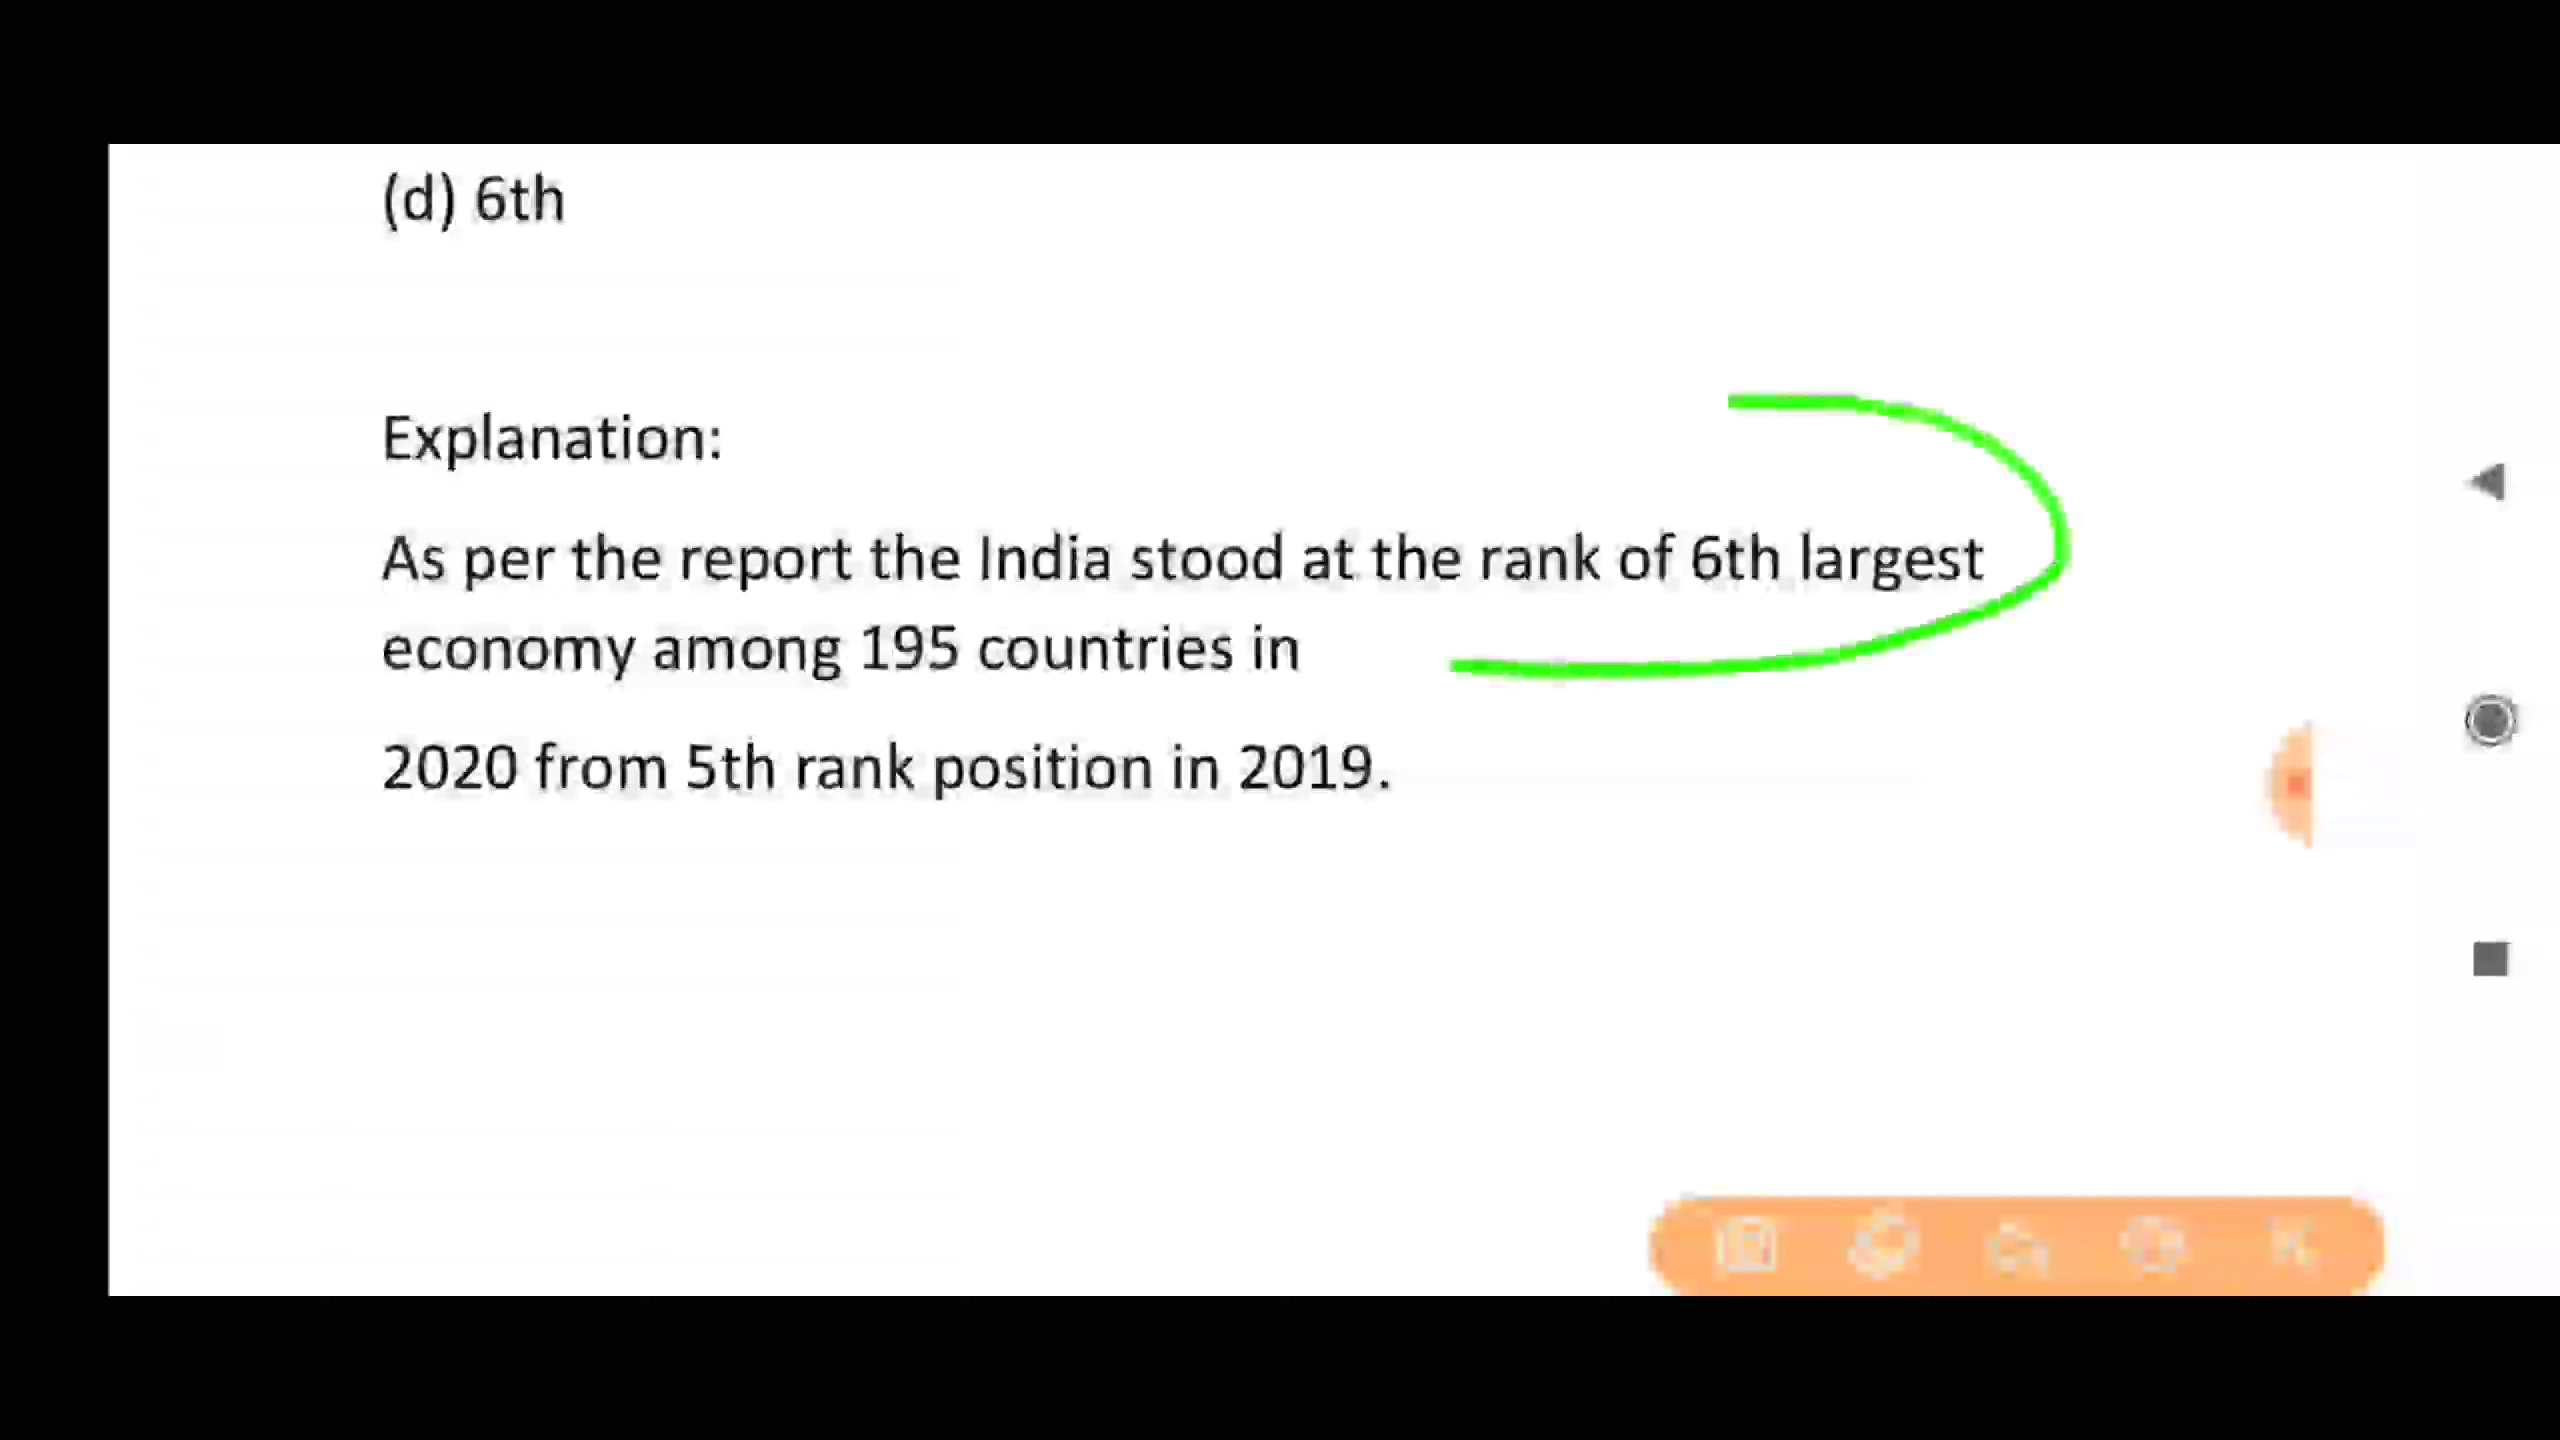 (d) 6th
Explanation:
As per the report the India stood at the rank of 6th largest
economy among 195 countries in
2020 from 5th rank position in 2019.